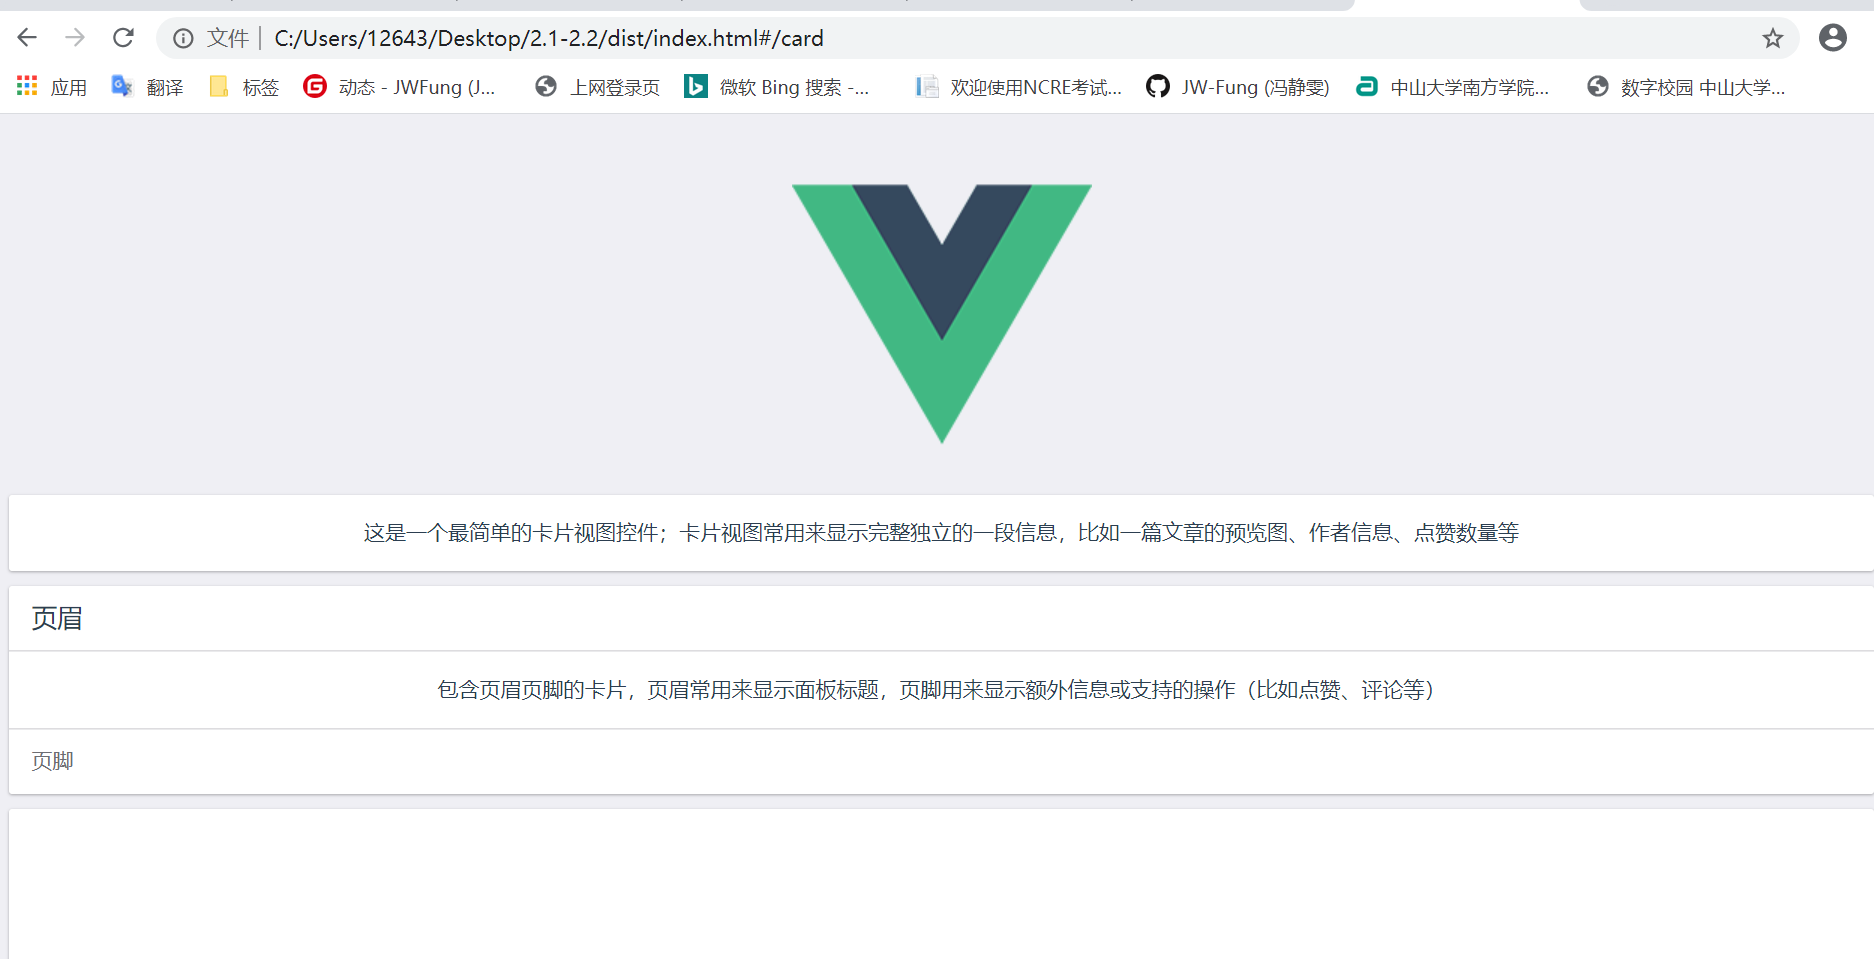 文件 C:/Users/12643/Desktop/2.1-2.2/dist/index.html#/card
应用 翻译 标签 动态 - JWFung (J... 上网登录页 微软 Bing 搜索 -... 欢迎使用NCRE考试... JW-Fung (冯静雯) 中山大学南方学院... 数字校园 中山大学...
这是一个最简单的卡片视图控件；卡片视图常用来显示完整独立的一段信息，比如一篇文章的预览图、作者信息、点赞数量等
页眉
包含页眉页脚的卡片，页眉常用来显示面板标题，页脚用来显示额外信息或支持的操作（比如点赞、评论等）
页脚